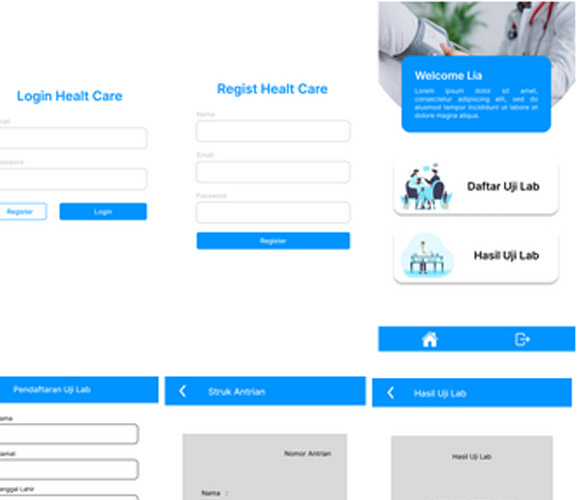 Login Healt Care
mail
assword
Register
Login
Regist Healt Care
Name
Email
Password
Register
Welcome Lia
Lorem ipsum dolor sit amet,
consectetur adipiscing elit, sed do
eiusmod tempor incididunt ut labore et
dolore magna aliqua.
Daftar Uji Lab
Hasil Uji Lab
Pendaftaran Uji Lab
ama
lamat
anggal Lahir
Struk Antrian
Nomor Antrian
Nama :
Hasil Uji Lab
Hasil Uji Lab